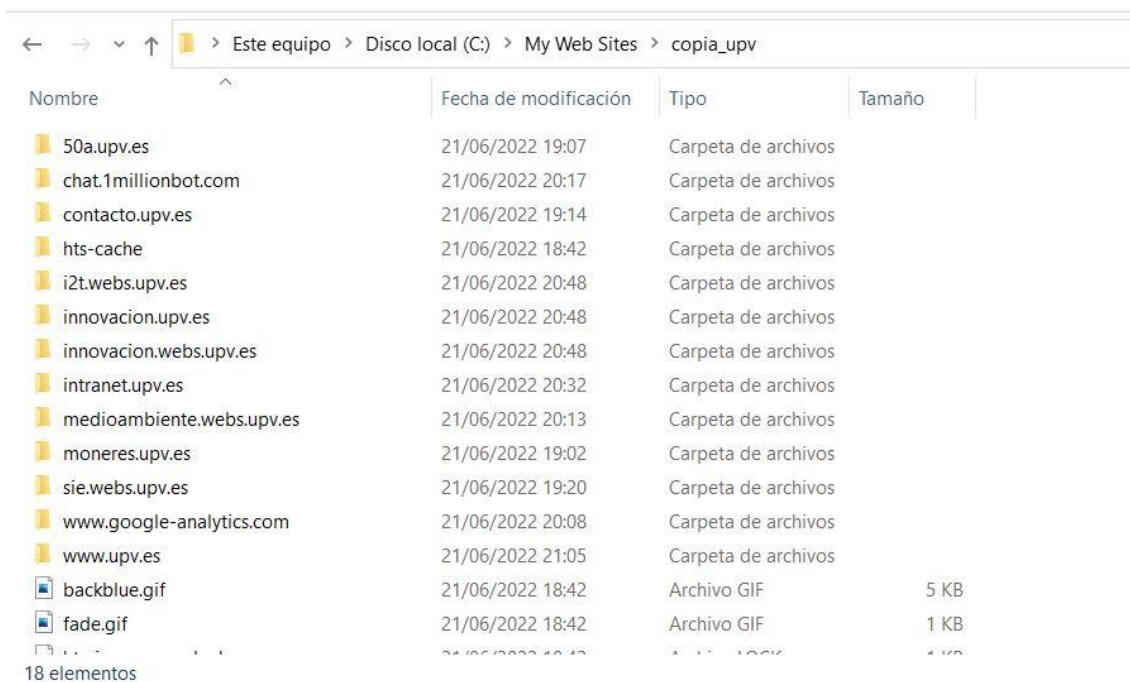 Este equipo > Disco local (C:) > My Web Sites > copia_upv
Nombre Fecha de modificación Tipo Tamaño
50a.upv.es 21/06/2022 19:07 Carpeta de archivos
chat.1millionbot.com 21/06/2022 20:17 Carpeta de archivos
contacto.upv.es 21/06/2022 19:14 Carpeta de archivos
hts-cache 21/06/2022 18:42 Carpeta de archivos
i2t.webs.upv.es 21/06/2022 20:48 Carpeta de archivos
innovacion.upv.es 21/06/2022 20:48 Carpeta de archivos
innovacion.webs.upv.es 21/06/2022 20:48 Carpeta de archivos
intranet.upv.es 21/06/2022 20:32 Carpeta de archivos
medioambiente.webs.upv.es 21/06/2022 20:13 Carpeta de archivos
moneres.upv.es 21/06/2022 19:02 Carpeta de archivos
sie.webs.upv.es 21/06/2022 19:20 Carpeta de archivos
www.google-analytics.com 21/06/2022 20:08 Carpeta de archivos
www.upv.es 21/06/2022 21:05 Carpeta de archivos
backblue.gif 21/06/2022 18:42 Archivo GIF 5 KB
fade.gif 21/06/2022 18:42 Archivo GIF 1 KB
18 elementos